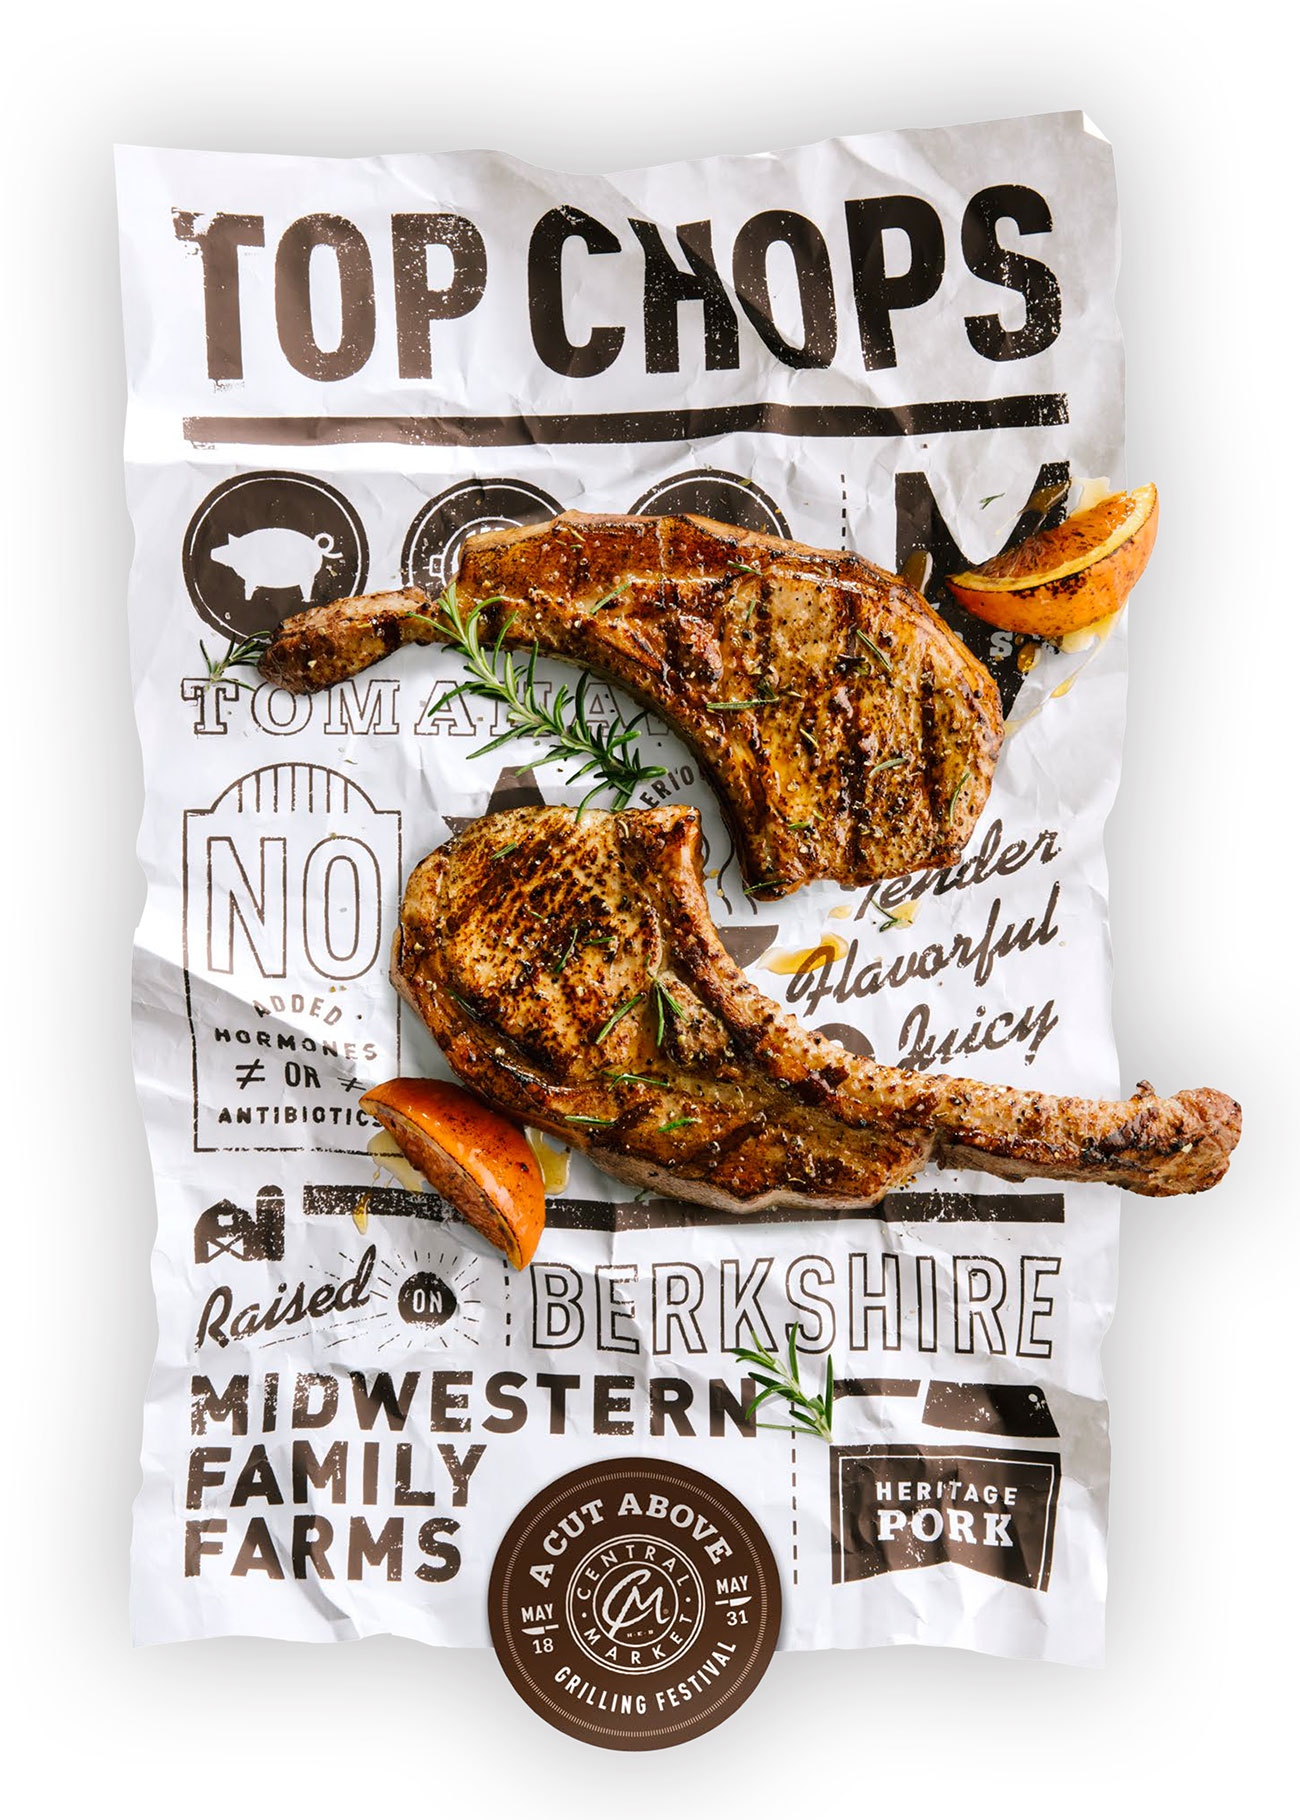 TOP CHOPS
NO
ADDED
HORMONES
≠ OR ≠
ANTIBIOTICS
Tender
Flavorful
Juicy
Raised ON
BERKSHIRE
MIDWESTERN
FAMILY
FARMS
HERITAGE
PORK
A CUT ABOVE
CENTRAL
CM
H-E-B
MARKET
MAY
18
MAY
31
GRILLING FESTIVAL